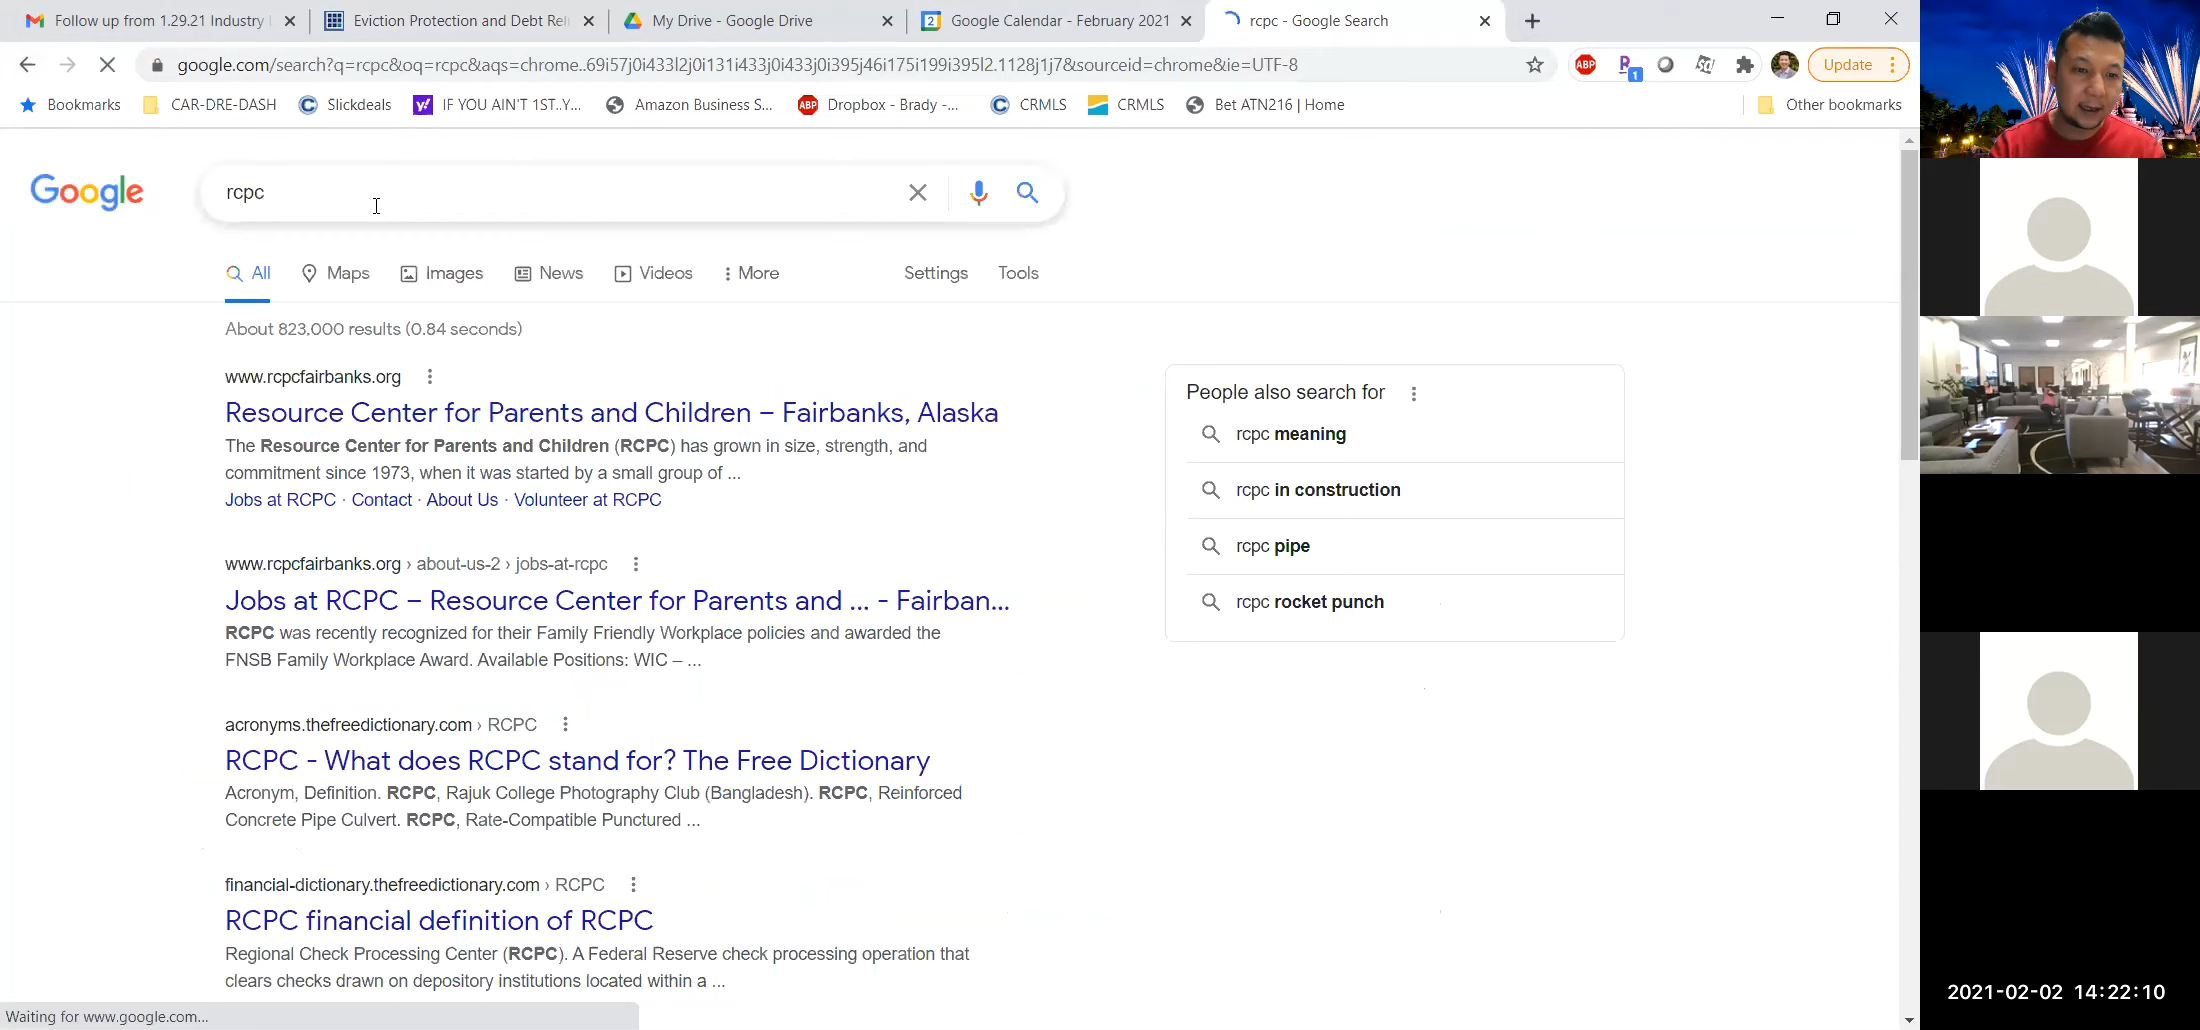 Follow up from 1.29.21 Industry
Eviction Protection and Debt Rel
My Drive - Google Drive
2
Google Calendar - February 2021
rcpc - Google Search
google.com/search?q=rcpc&oq=rcpc&aqs=chrome..69i57j0i433l2j0i131i433j0i433j0i395j46i175i199i395l2.1128j1j7&sourceid=chrome&ie=UTF-8
ABP
1
Update
Bookmarks
CAR-DRE-DASH
Slickdeals
IF YOU AIN'T 1ST..Y...
Amazon Business S...
ABP
Dropbox - Brady -...
CRMLS
CRMLS
Bet ATN216 | Home
Other bookmarks
Google
rcpc
All
Maps
Images
News
Videos
More
Settings
Tools
About 823,000 results (0.84 seconds)
www.rcpcfairbanks.org
Resource Center for Parents and Children – Fairbanks, Alaska
The Resource Center for Parents and Children (RCPC) has grown in size, strength, and
commitment since 1973, when it was started by a small group of ...
Jobs at RCPC · Contact · About Us · Volunteer at RCPC
www.rcpcfairbanks.org › about-us-2 › jobs-at-rcpc
Jobs at RCPC – Resource Center for Parents and ... - Fairban...
RCPC was recently recognized for their Family Friendly Workplace policies and awarded the
FNSB Family Workplace Award. Available Positions: WIC – ...
acronyms.thefreedictionary.com › RCPC
RCPC - What does RCPC stand for? The Free Dictionary
Acronym, Definition. RCPC, Rajuk College Photography Club (Bangladesh). RCPC, Reinforced
Concrete Pipe Culvert. RCPC, Rate-Compatible Punctured ...
financial-dictionary.thefreedictionary.com › RCPC
RCPC financial definition of RCPC
Regional Check Processing Center (RCPC). A Federal Reserve check processing operation that
clears checks drawn on depository institutions located within a ...
People also search for
rcpc meaning
rcpc in construction
rcpc pipe
rcpc rocket punch
Waiting for www.google.com...
2021-02-02 14:22:10